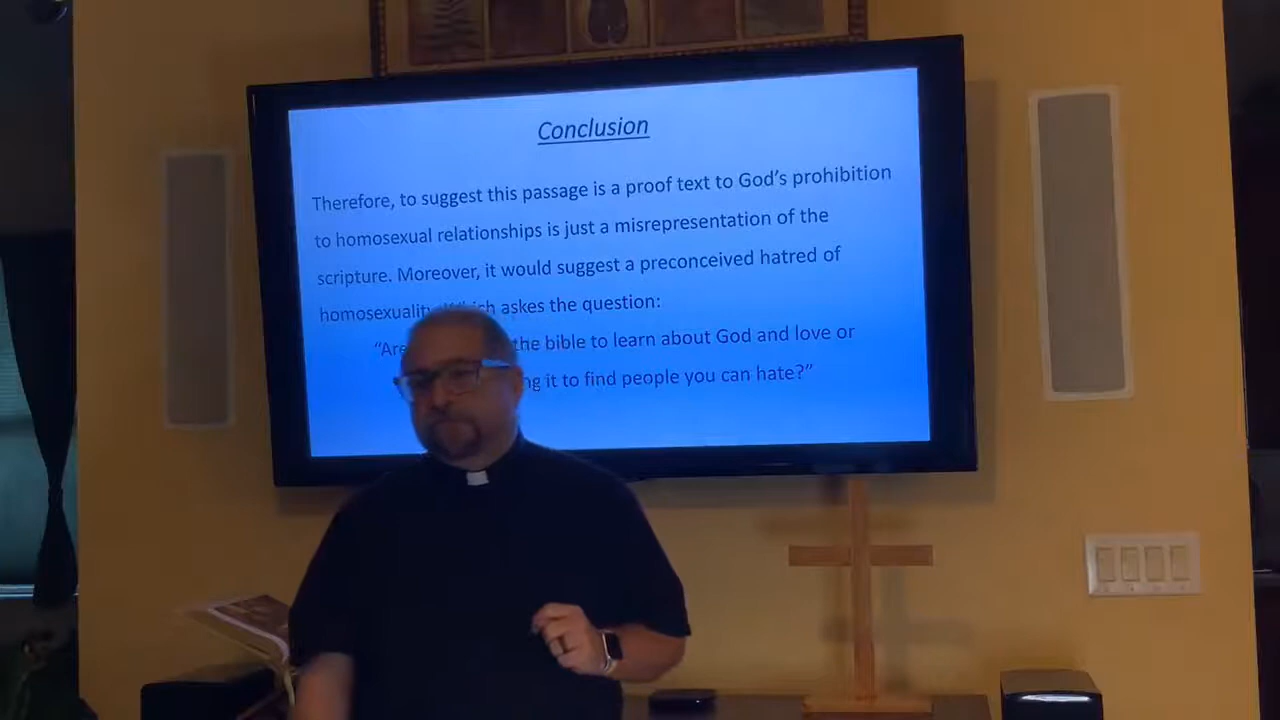 Conclusion
Therefore, to suggest this passage is a proof text to God's prohibition
to homosexual relationships is just a misrepresentation of the
scripture. Moreover, it would suggest a preconceived hatred of
homosexuality. Which askes the question:
"Are the bible to learn about God and love or
it to find people you can hate?"